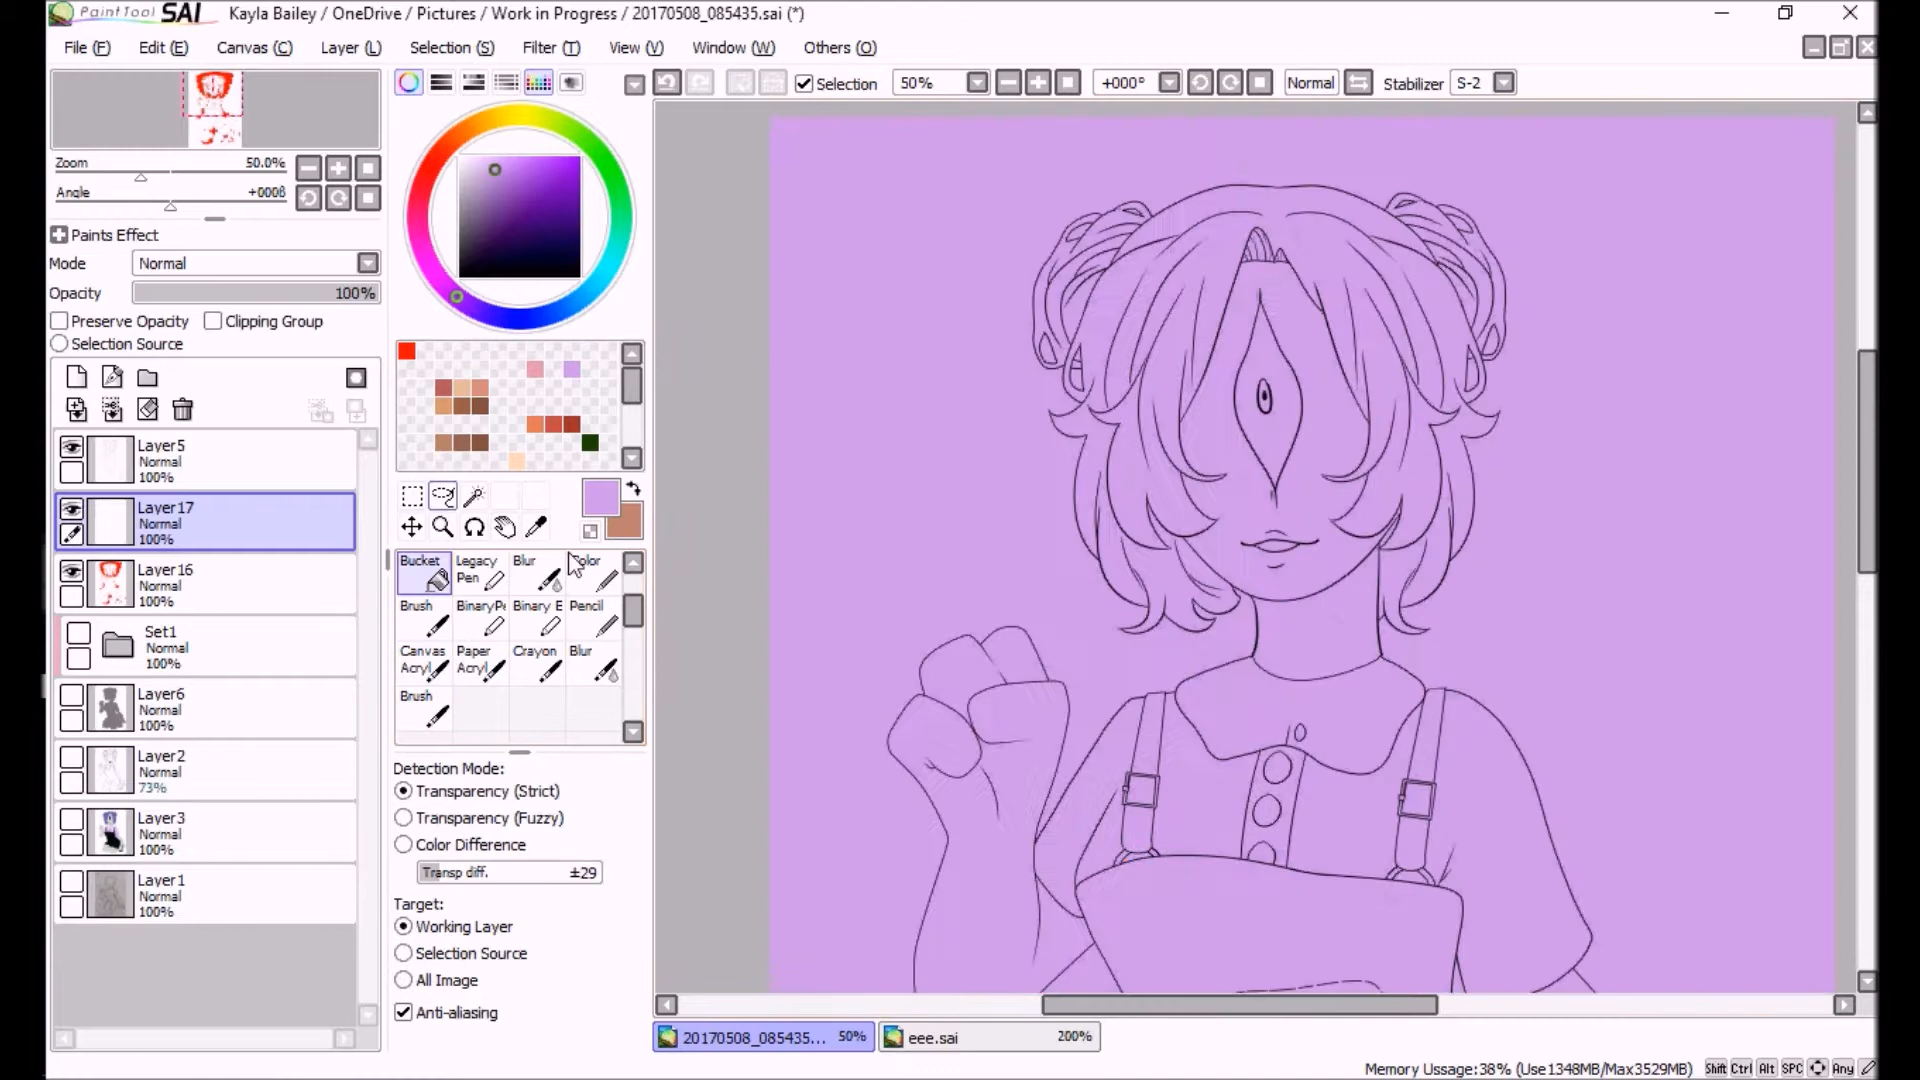 PaintTool SAI Kayla Bailey / OneDrive / Pictures / Work in Progress / 20170508_085435.sai (*)
File (F) Edit (E) Canvas (C) Layer (L) Selection (S) Filter (T) View (V) Window (W) Others (O)
Selection 50% +000° Normal Stabilizer S-2
Zoom 50.0%
Angle +000°
Paints Effect
Mode Normal
Opacity 100%
Preserve Opacity Clipping Group
Selection Source
Layer5
Normal
100%
Layer17
Normal
100%
Layer16
Normal
100%
Set1
Normal
100%
Layer6
Normal
100%
Layer2
Normal
73%
Layer3
Normal
100%
Layer1
Normal
100%
Bucket Legacy Pen Blur Color
Brush BinaryPe Binary E Pencil
Canvas Acryl Paper Acryl Crayon Blur
Brush
Detection Mode:
Transparency (Strict)
Transparency (Fuzzy)
Color Difference
Transp diff. ±29
Target:
Working Layer
Selection Source
All Image
Anti-aliasing
20170508_085435... 50% eee.sai 200%
Memory Ussage:38% (Use1348MB/Max3529MB) Shift Ctrl Alt SPC Any